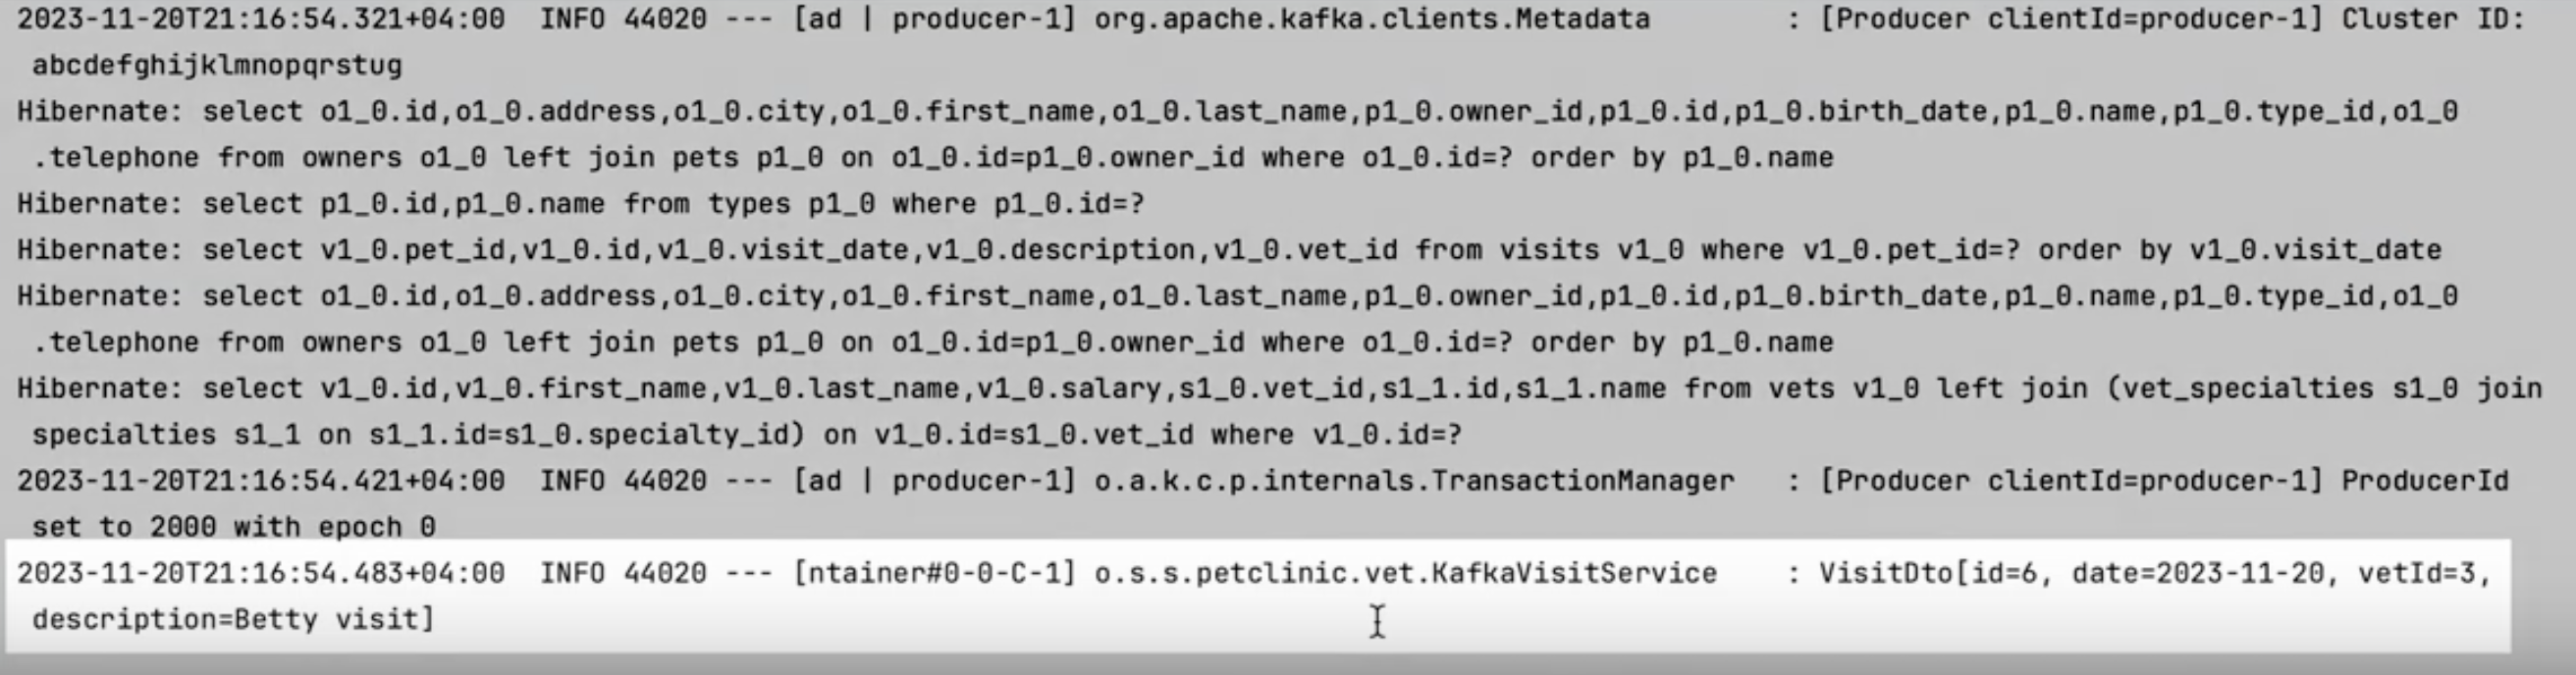 2023-11-20T21:16:54.321+04:00  INFO 44020 --- [ad | producer-1] org.apache.kafka.clients.Metadata        : [Producer clientId=producer-1] Cluster ID:
abcdefghijklmnopqrstug
Hibernate: select o1_0.id,o1_0.address,o1_0.city,o1_0.first_name,o1_0.last_name,p1_0.owner_id,p1_0.id,p1_0.birth_date,p1_0.name,p1_0.type_id,o1_0
.telephone from owners o1_0 left join pets p1_0 on o1_0.id=p1_0.owner_id where o1_0.id=? order by p1_0.name
Hibernate: select p1_0.id,p1_0.name from types p1_0 where p1_0.id=?
Hibernate: select v1_0.pet_id,v1_0.id,v1_0.visit_date,v1_0.description,v1_0.vet_id from visits v1_0 where v1_0.pet_id=? order by v1_0.visit_date
Hibernate: select o1_0.id,o1_0.address,o1_0.city,o1_0.first_name,o1_0.last_name,p1_0.owner_id,p1_0.id,p1_0.birth_date,p1_0.name,p1_0.type_id,o1_0
.telephone from owners o1_0 left join pets p1_0 on o1_0.id=p1_0.owner_id where o1_0.id=? order by p1_0.name
Hibernate: select v1_0.id,v1_0.first_name,v1_0.last_name,v1_0.salary,s1_0.vet_id,s1_1.id,s1_1.name from vets v1_0 left join (vet_specialties s1_0 join
specialties s1_1 on s1_1.id=s1_0.specialty_id) on v1_0.id=s1_0.vet_id where v1_0.id=?
2023-11-20T21:16:54.421+04:00  INFO 44020 --- [ad | producer-1] o.a.k.c.p.internals.TransactionManager   : [Producer clientId=producer-1] ProducerId
set to 2000 with epoch 0
2023-11-20T21:16:54.483+04:00  INFO 44020 --- [ntainer#0-0-C-1] o.s.s.petclinic.vet.KafkaVisitService    : VisitDto[id=6, date=2023-11-20, vetId=3,
description=Betty visit]